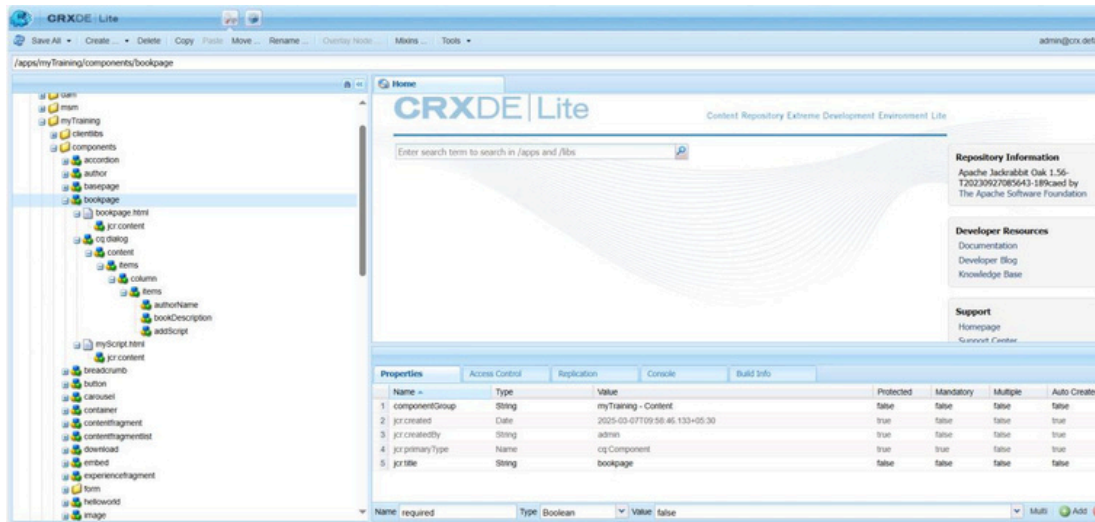 CRXDE Lite
Save All Create ... Delete Copy Paste Move ... Rename ... Overlay Node ... Mixins ... Tools
admin@crx.def
/apps/myTraining/components/bookpage
Home
dam
msm
myTraining
clientlibs
components
accordion
author
basepage
bookpage
bookpage.html
jcr:content
cq:dialog
content
items
column
items
authorName
bookDescription
addScript
myScript.html
jcr:content
breadcrumb
button
carousel
container
contentfragment
contentfragmentlist
download
embed
experiencefragment
form
helloworld
image
CRXDE | Lite
Content Repository Extreme Development Environment Lite
Enter search term to search in /apps and /libs
Repository Information
Apache Jackrabbit Oak 1.56-
T20230927085643-189caed by
The Apache Software Foundation
Developer Resources
Documentation
Developer Blog
Knowledge Base
Support
Homepage
Support Center
Properties Access Control Replication Console Build Info
Name Type Value Protected Mandatory Multiple Auto Create
1 componentGroup String myTraining - Content false false false false
2 jcr:created Date 2025-03-07T09:58:46.133+05:30 true false false true
3 jcr:createdBy String admin true false false true
4 jcr:primaryType Name cq:Component true true false true
5 jcr:title String bookpage false false false false
Name required Type Boolean Value false Multi Add